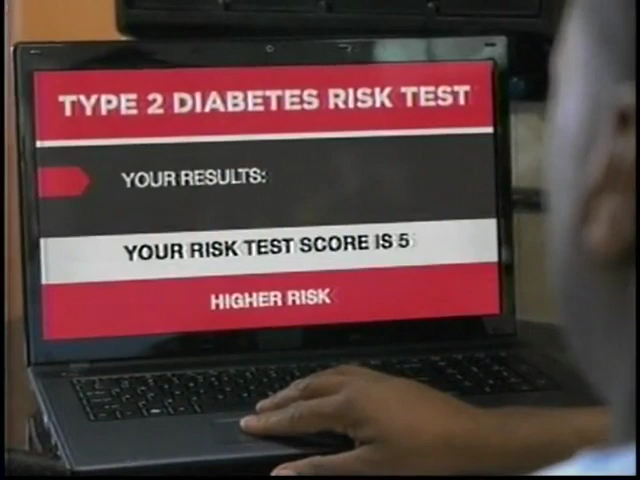 TYPE 2 DIABETES RISK TEST
YOUR RESULTS:
YOUR RISK TEST SCORE IS 5
HIGHER RISK